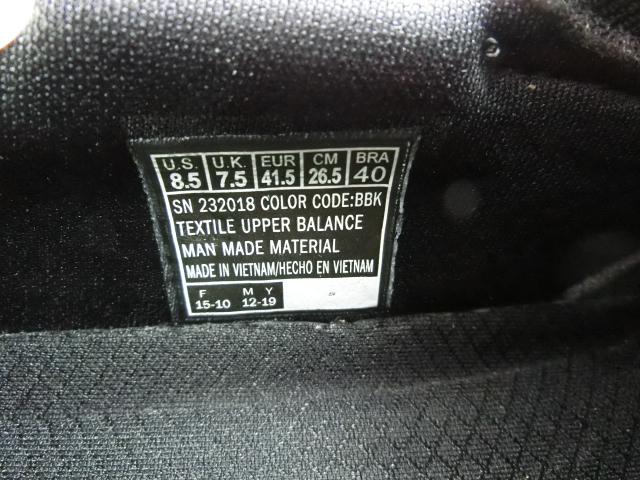 U.S. U.K. EUR CM BRA
8.5 7.5 41.5 26.5 40
SN 232018 COLOR CODE:BBK
TEXTILE UPPER BALANCE
MAN MADE MATERIAL
MADE IN VIETNAM/HECHO EN VIETNAM
F M Y
15-10 12-19